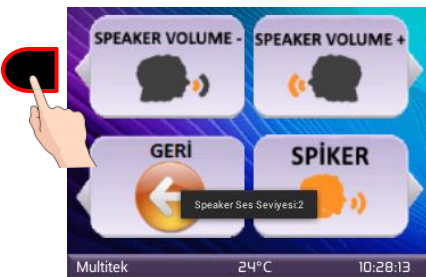 SPEAKER VOLUME - SPEAKER VOLUME +
GERİ SPİKER
Speaker Ses Seviyesi:2
Multitek 24°C 10:28:13